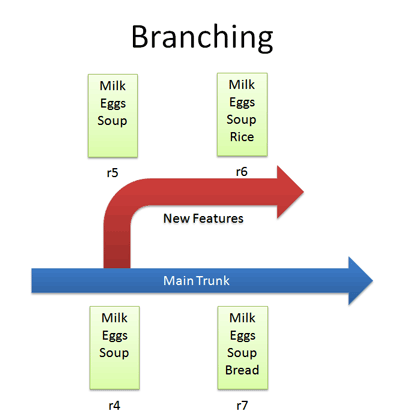 Branching
Milk
Eggs
Soup
r5
Milk
Eggs
Soup
Rice
r6
New Features
Main Trunk
Milk
Eggs
Soup
r4
Milk
Eggs
Soup
Bread
r7